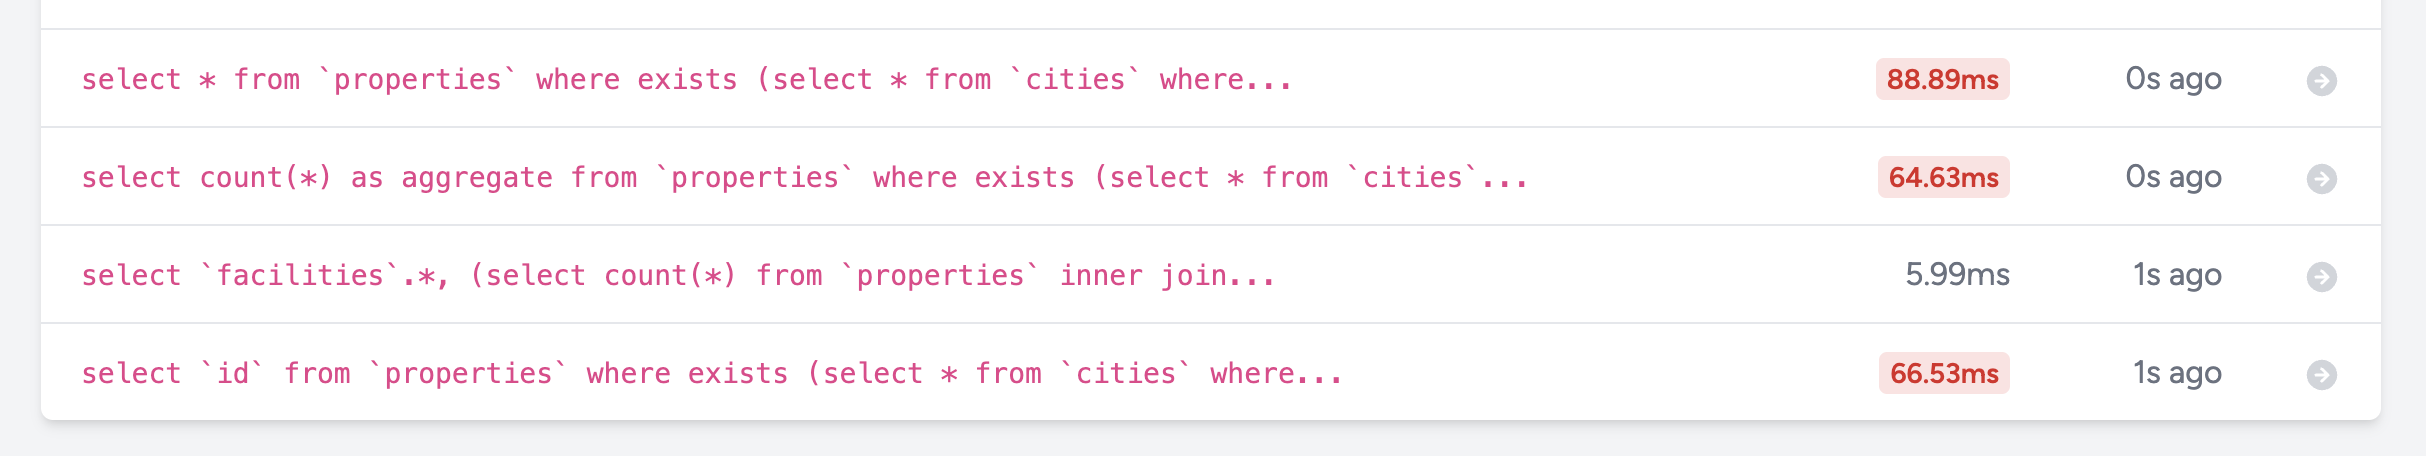 select * from `properties` where exists (select * from `cities` where... 88.89ms 0s ago
select count(*) as aggregate from `properties` where exists (select * from `cities`... 64.63ms 0s ago
select `facilities`.*, (select count(*) from `properties` inner join... 5.99ms 1s ago
select `id` from `properties` where exists (select * from `cities` where... 66.53ms 1s ago